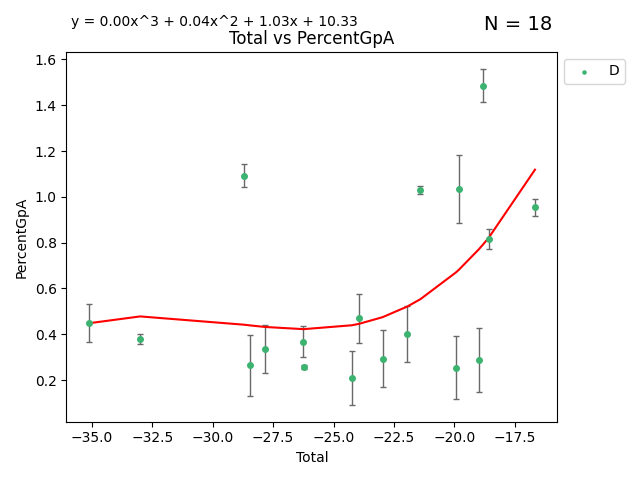 y = 0.00x^3 + 0.04x^2 + 1.03x + 10.33
N = 18
Total vs PercentGpA
D
PercentGpA
1.6
1.4
1.2
1.0
0.8
0.6
0.4
0.2
−35.0 −32.5 −30.0 −27.5 −25.0 −22.5 −20.0 −17.5
Total